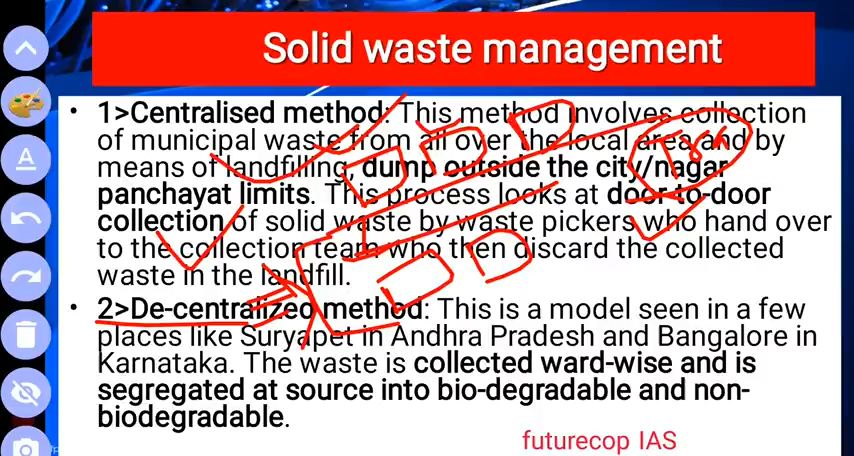 Solid waste management
• 1>Centralised method: This method involves collection
of municipal waste from all over the local area and by
means of landfilling, dump outside the city/nagar
panchayat limits. This process looks at door-to-door
collection of solid waste by waste pickers who hand over
to the collection team who then discard the collected
waste in the landfill.
• 2>De-centralized method: This is a model seen in a few
places like Suryapet in Andhra Pradesh and Bangalore in
Karnataka. The waste is collected ward-wise and is
segregated at source into bio-degradable and non-
biodegradable.
futurecop IAS